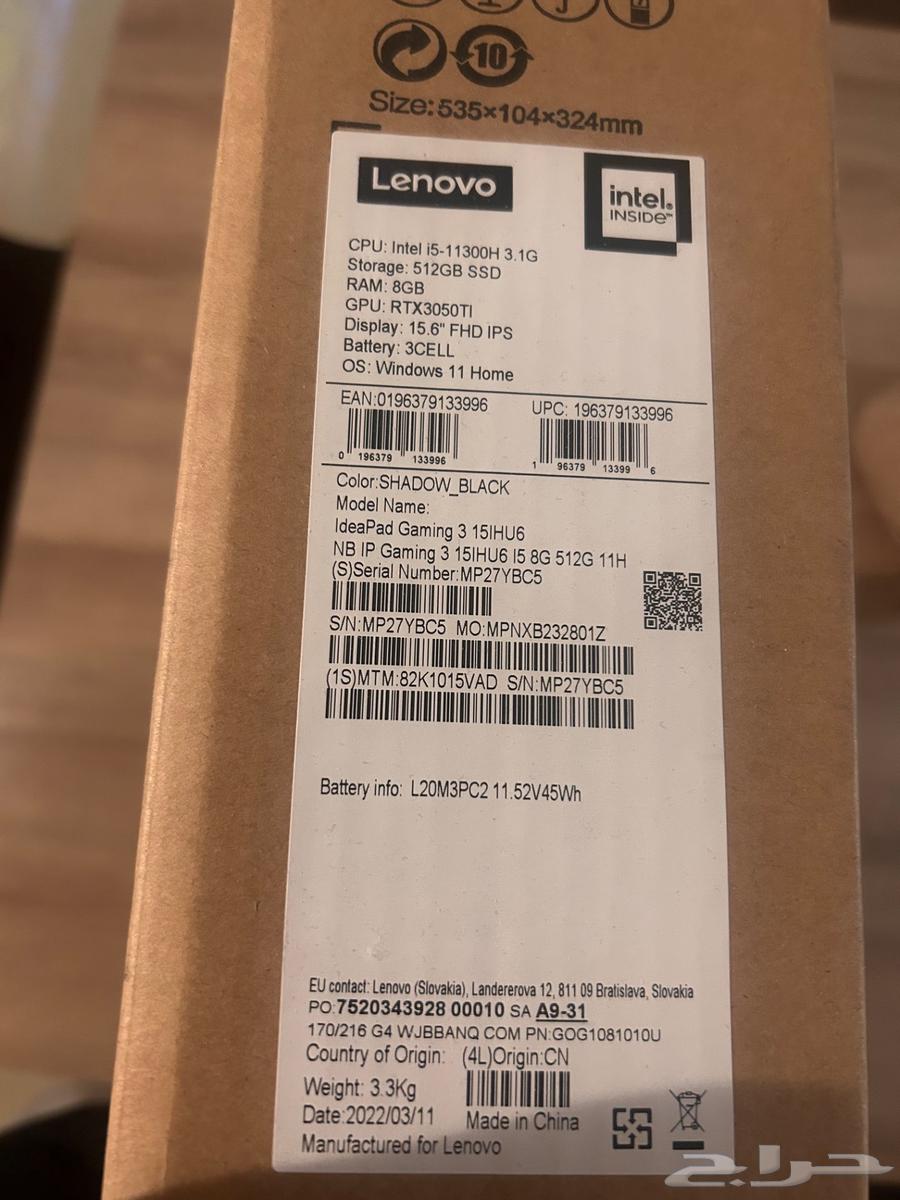 10
Size:535×104×324mm
Lenovo
intel.
INSIDE™
CPU: Intel i5-11300H 3.1G
Storage: 512GB SSD
RAM: 8GB
GPU: RTX3050TI
Display: 15.6" FHD IPS
Battery: 3CELL
OS: Windows 11 Home
EAN:0196379133996
UPC: 196379133996
0 196379 133996
1 96379 13399 6
Color:SHADOW_BLACK
Model Name:
IdeaPad Gaming 3 15IHU6
NB IP Gaming 3 15IHU6 I5 8G 512G 11H
(S)Serial Number:MP27YBC5
S/N:MP27YBC5 MO:MPNXB232801Z
(1S)MTM:82K1015VAD S/N:MP27YBC5
Battery info: L20M3PC2 11.52V45Wh
EU contact: Lenovo (Slovakia), Landererova 12, 811 09 Bratislava, Slovakia
PO:7520343928 00010 SA A9-31
170/216 G4 WJBBANQ COM PN:GOG1081010U
Country of Origin: (4L)Origin:CN
Weight: 3.3Kg
Date:2022/03/11 Made in China
Manufactured for Lenovo
حراج